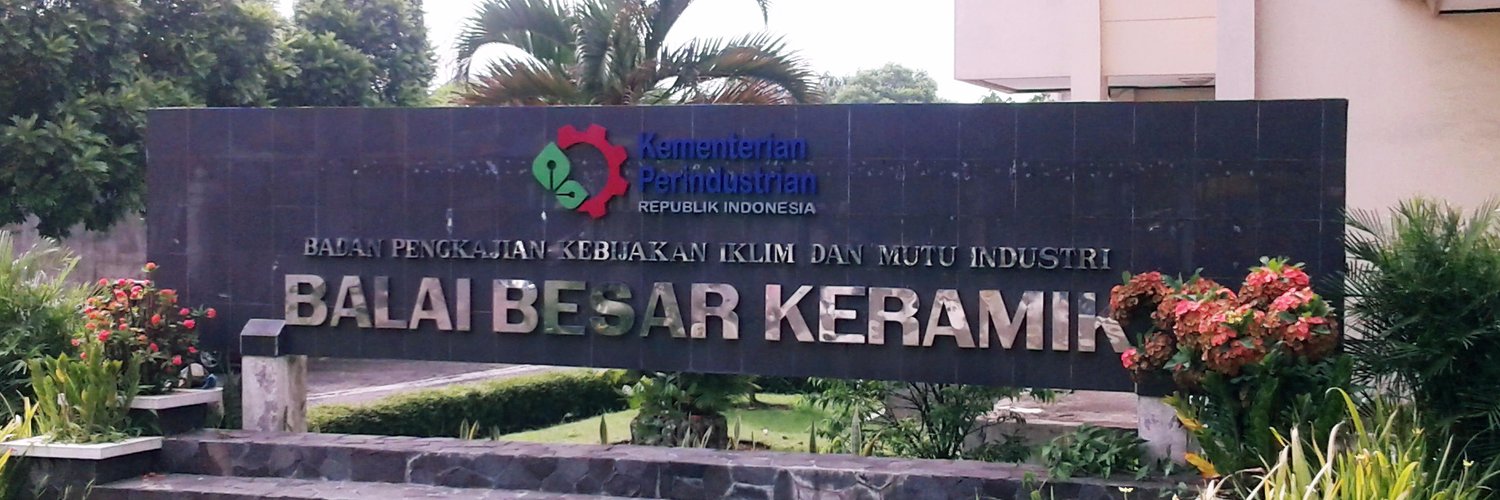 Kementerian
Perindustrian
REPUBLIK INDONESIA
BADAN PENGKAJIAN KEBIJAKAN IKLIM DAN MUTU INDUSTRI
BALAI BESAR KERAMIK